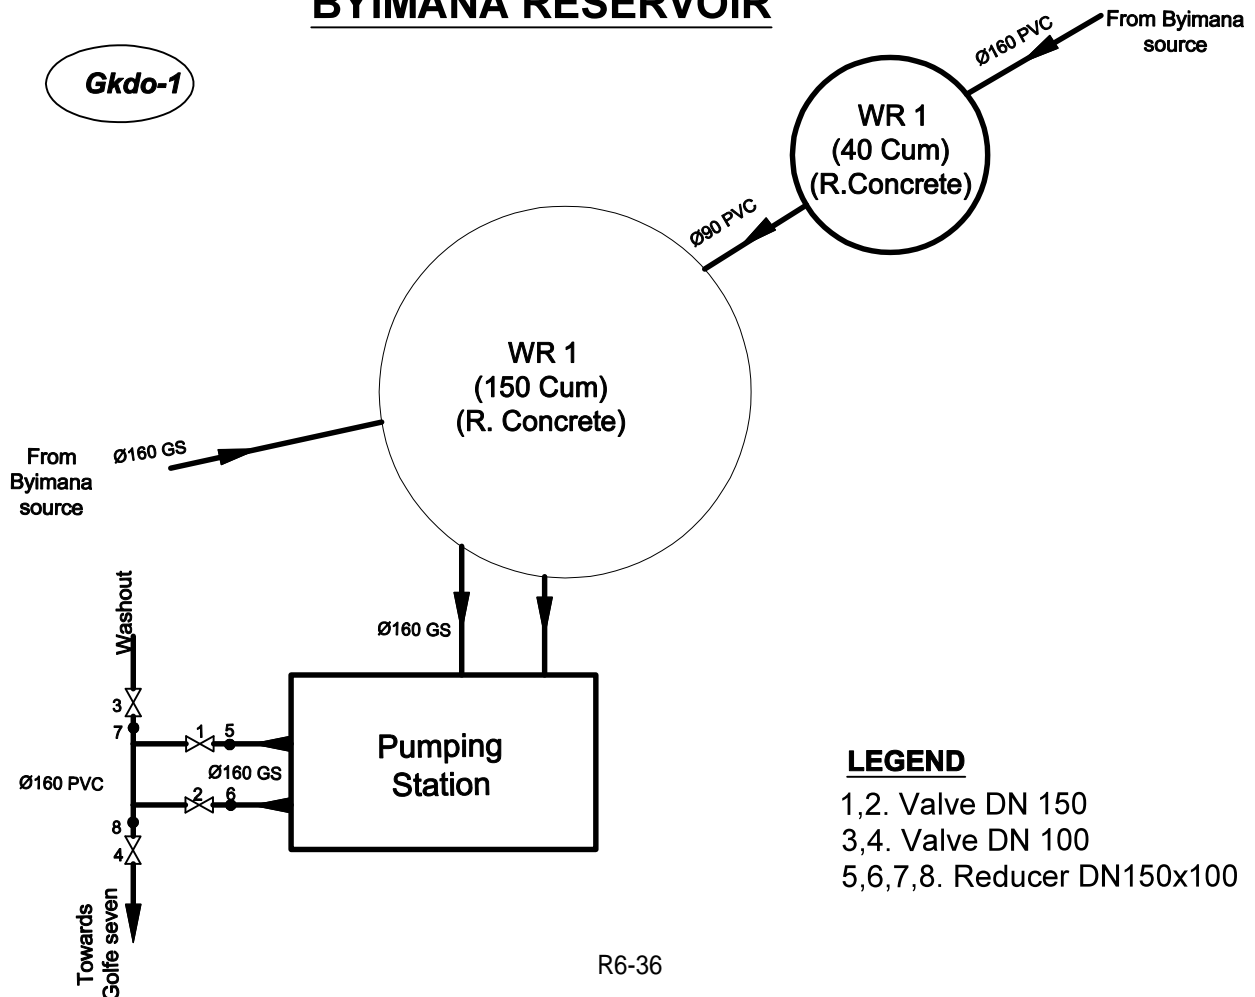 BYIMANA RESERVOIR
Gkdo-1
Ø160 PVC
From Byimana
source
WR 1
(40 Cum)
(R.Concrete)
Ø90 PVC
WR 1
(150 Cum)
(R. Concrete)
From
Byimana
source
Ø160 GS
Ø160 GS
Washout
3
7
1
5
Ø160 PVC
Ø160 GS
2
6
8
4
Pumping
Station
Towards
Golfe seven
LEGEND
1,2. Valve DN 150
3,4. Valve DN 100
5,6,7,8. Reducer DN150x100
R6-36